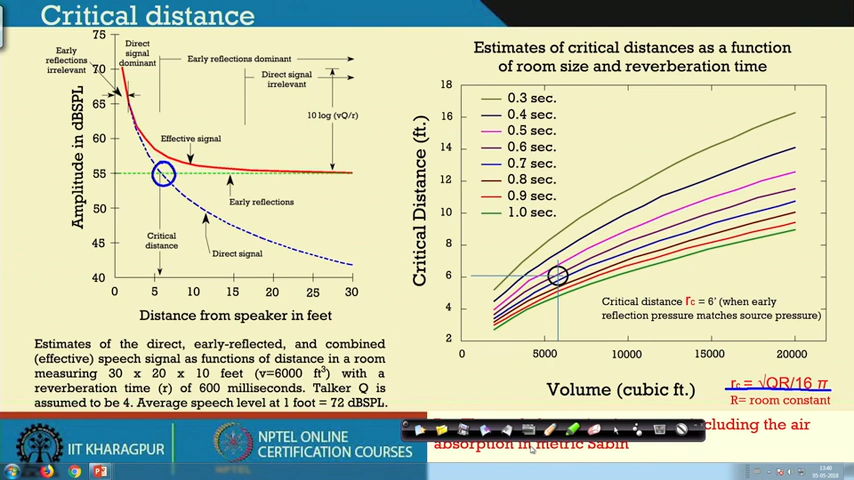 Critical distance
75
70
65
60
55
50
45
40
0
5
10
15
20
25
30
Amplitude in dBSPL
Distance from speaker in feet
Early
reflections
irrelevant
Direct
signal
dominant
Early reflections dominant
Direct signal
irrelevant
10 log (vQ/r)
Effective signal
Early reflections
Critical
distance
Direct signal
Estimates of the direct, early-reflected, and combined
(effective) speech signal as functions of distance in a room
measuring 30 x 20 x 10 feet (v=6000 ft3) with a
reverberation time (r) of 600 milliseconds. Talker Q is
assumed to be 4. Average speech level at 1 foot = 72 dBSPL.
Estimates of critical distances as a function
of room size and reverberation time
18
16
14
12
10
8
6
4
2
0
5000
10000
15000
20000
Critical Distance (ft.)
Volume (cubic ft.)
0.3 sec.
0.4 sec.
0.5 sec.
0.6 sec.
0.7 sec.
0.8 sec.
0.9 sec.
1.0 sec.
Critical distance rc = 6' (when early
reflection pressure matches source pressure)
rc = √QR/16 π
R= room constant
cluding the air
absorption in metric Sabin
IIT KHARAGPUR
NPTEL ONLINE
CERTIFICATION COURSES
13:40
05-05-2018